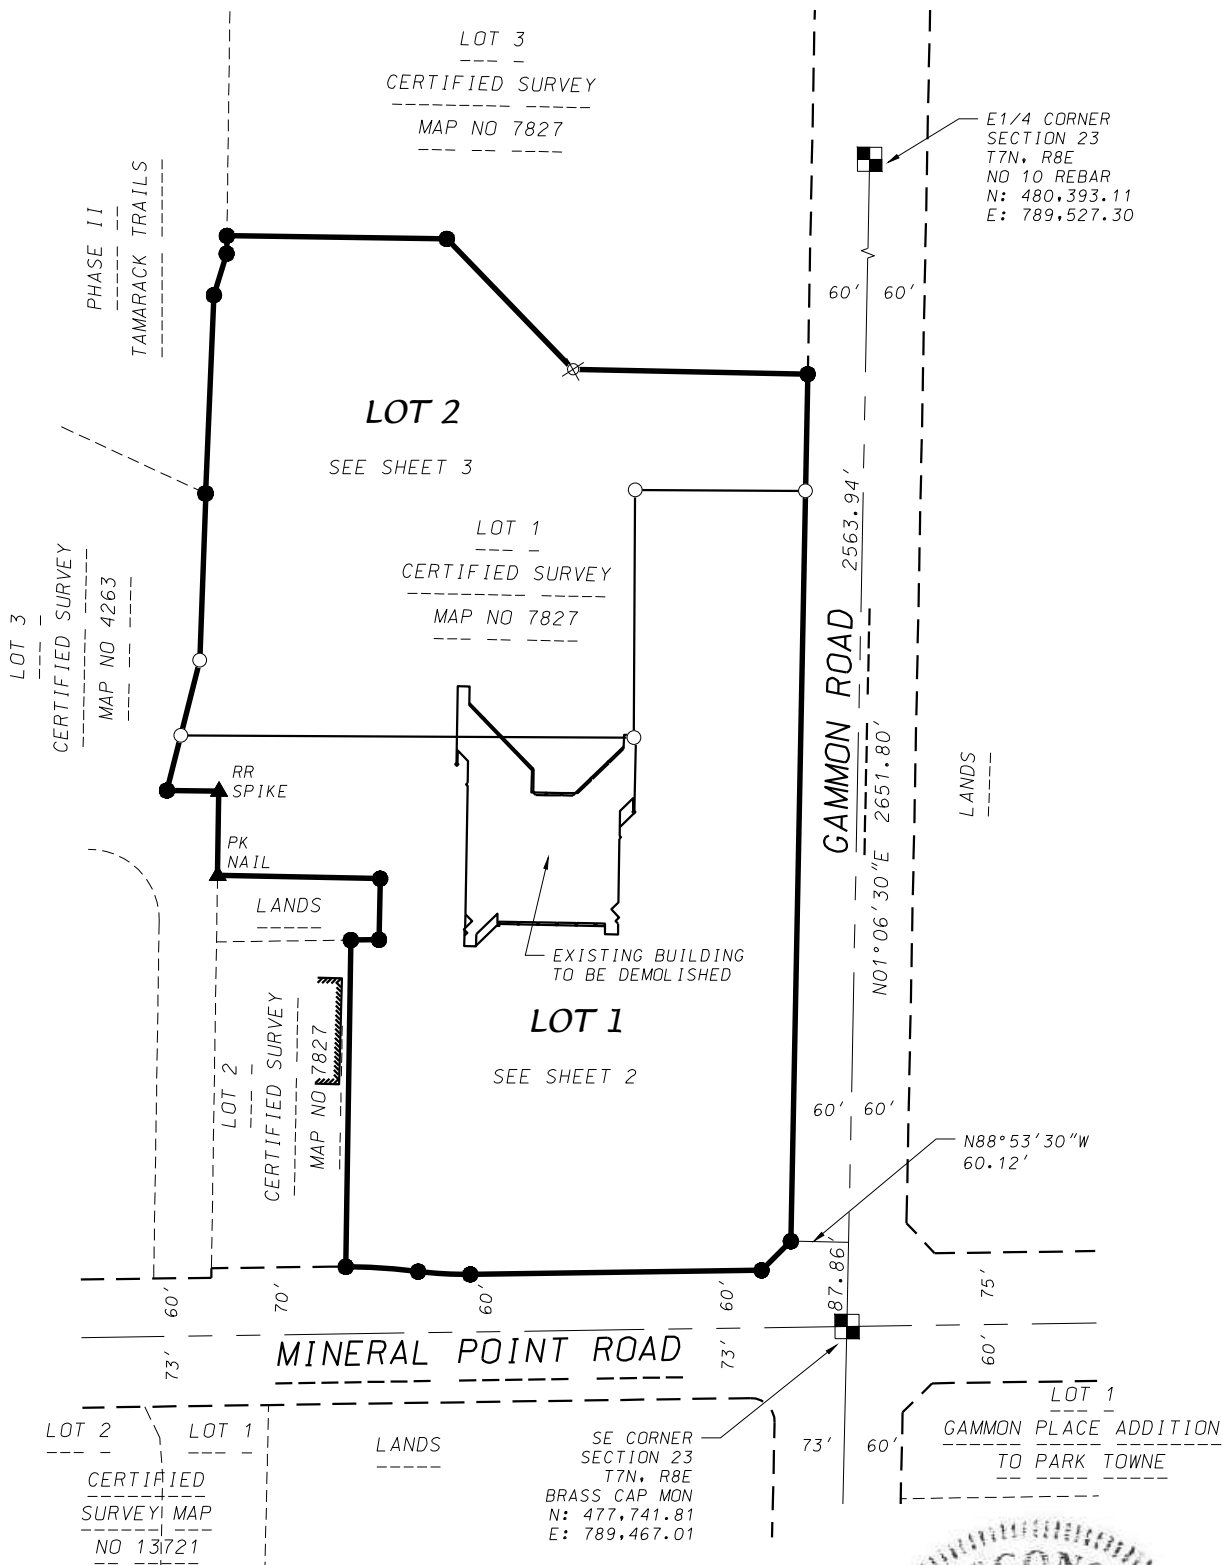 LOT 3
CERTIFIED SURVEY
MAP NO 7827
E1/4 CORNER
SECTION 23
T7N, R8E
NO 10 REBAR
N: 480,393.11
E: 789,527.30
PHASE II
TAMARACK TRAILS
60' 60'
LOT 2
SEE SHEET 3
2563.94'
LOT 1
CERTIFIED SURVEY
MAP NO 7827
LOT 3
CERTIFIED SURVEY
MAP NO 4263
GAMMON ROAD
N01°06'30"E 2651.80'
LANDS
RR
SPIKE
PK
NAIL
LANDS
EXISTING BUILDING
TO BE DEMOLISHED
LOT 1
SEE SHEET 2
LOT 2
CERTIFIED SURVEY
MAP NO 7827
60' 60'
N88°53'30"W
60.12'
87.86'
60'
70'
60'
60'
75'
MINERAL POINT ROAD
73'
73'
60'
LOT 2
LOT 1
CERTIFIED
SURVEY MAP
NO 13721
LANDS
SE CORNER
SECTION 23
T7N, R8E
BRASS CAP MON
N: 477,741.81
E: 789,467.01
73' 60'
LOT 1
GAMMON PLACE ADDITION
TO PARK TOWNE